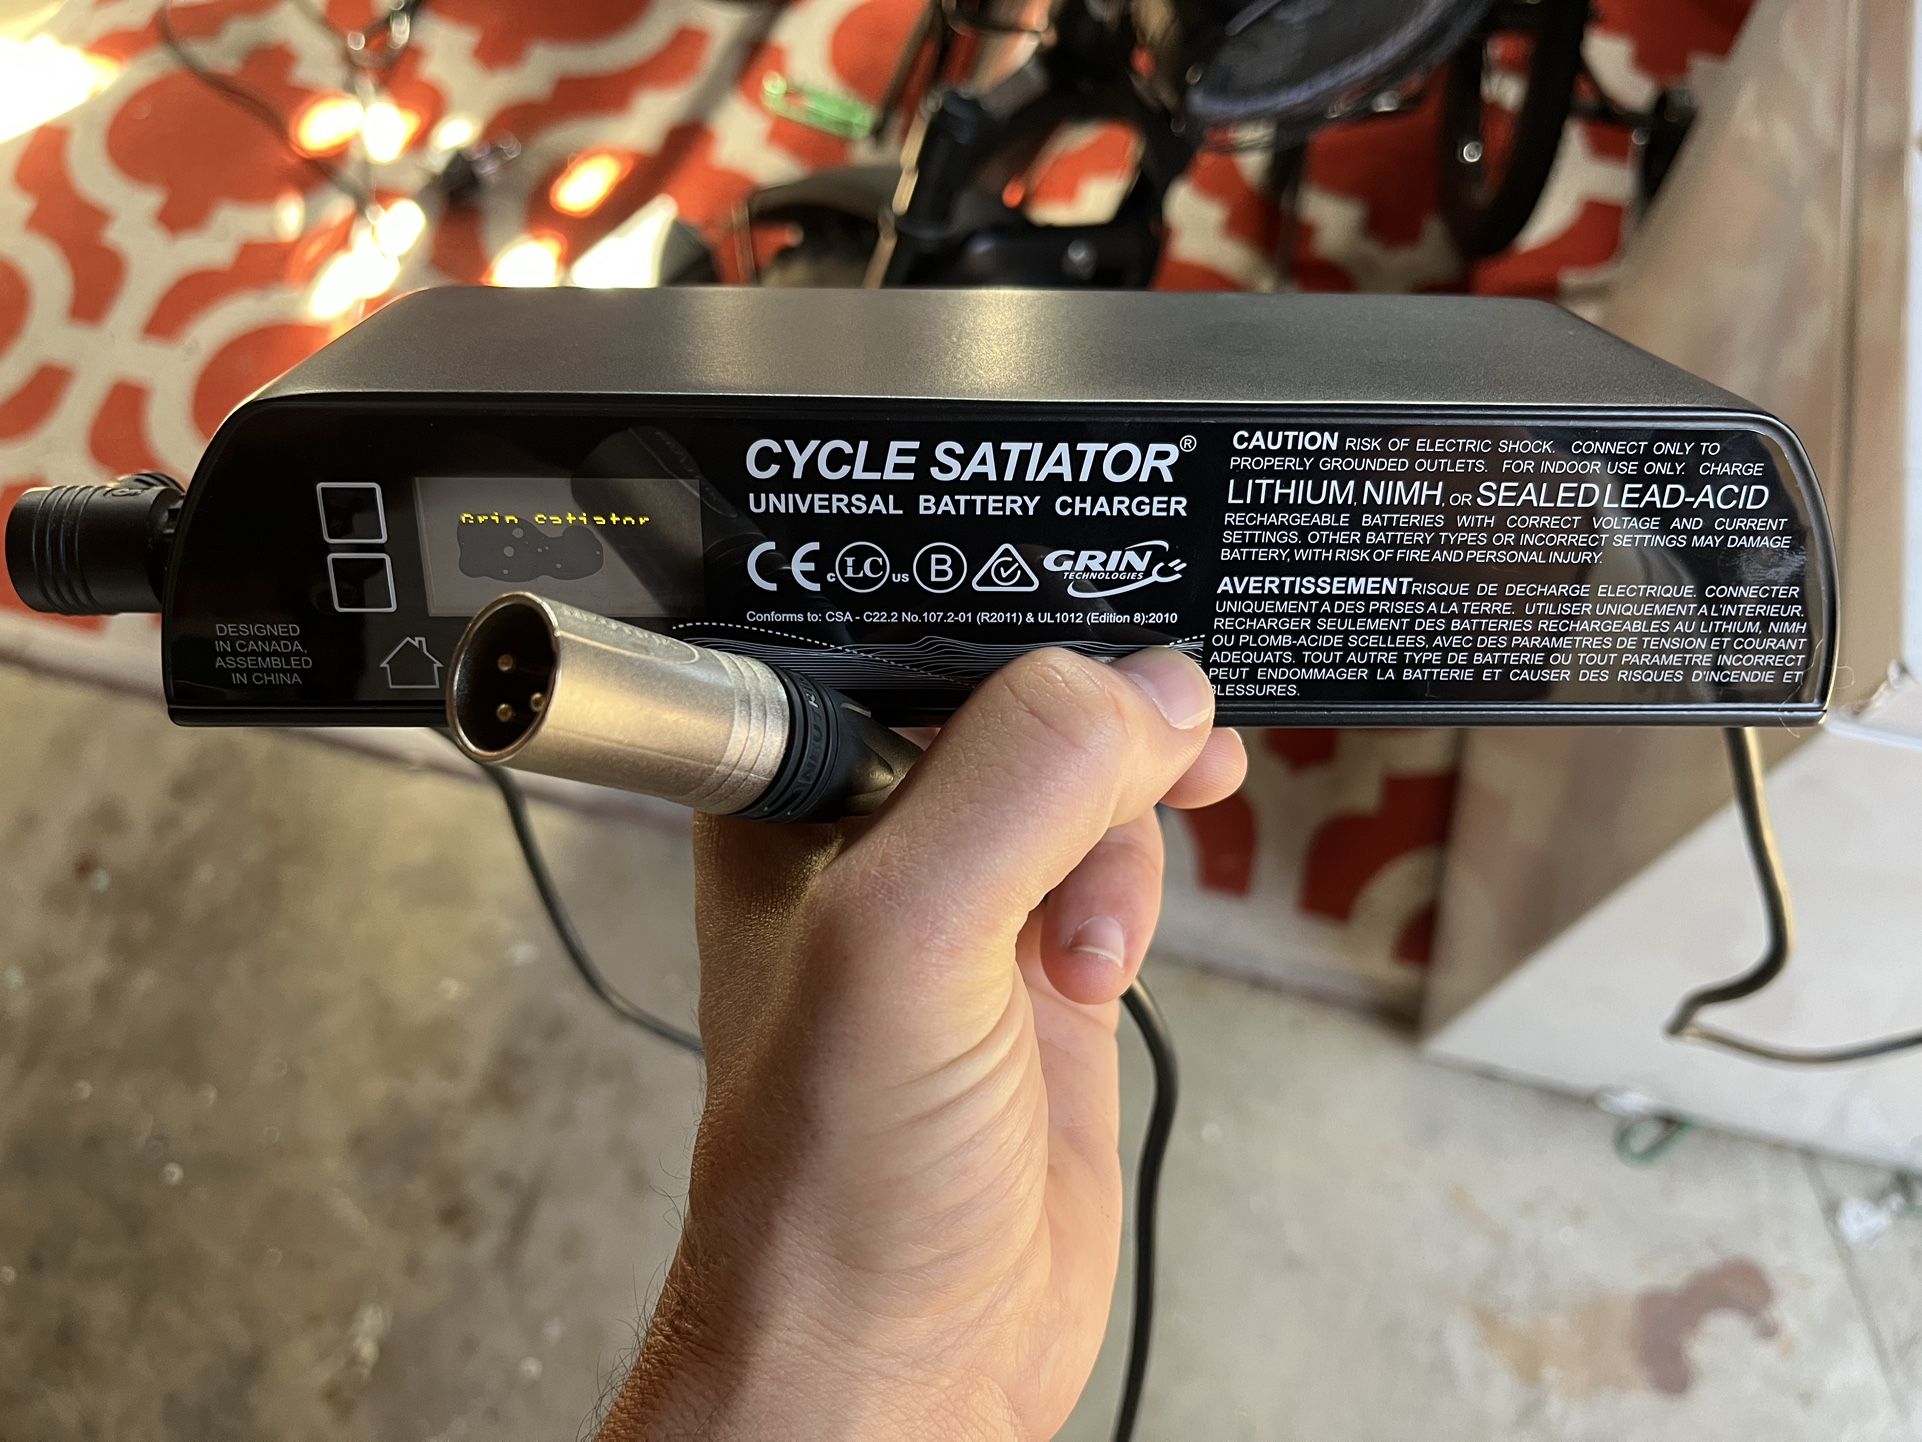 Grin Satiator
DESIGNED
IN CANADA,
ASSEMBLED
IN CHINA
CYCLE SATIATOR®
UNIVERSAL BATTERY CHARGER
CE c LC US B GRIN
TECHNOLOGIES
Conforms to: CSA - C22.2 No.107.2-01 (R2011) & UL1012 (Edition 8):2010
CAUTION RISK OF ELECTRIC SHOCK. CONNECT ONLY TO
PROPERLY GROUNDED OUTLETS. FOR INDOOR USE ONLY. CHARGE
LITHIUM, NIMH, OR SEALED LEAD-ACID
RECHARGEABLE BATTERIES WITH CORRECT VOLTAGE AND CURRENT
SETTINGS. OTHER BATTERY TYPES OR INCORRECT SETTINGS MAY DAMAGE
BATTERY, WITH RISK OF FIRE AND PERSONAL INJURY.
AVERTISSEMENT RISQUE DE DECHARGE ELECTRIQUE. CONNECTER
UNIQUEMENT A DES PRISES A LA TERRE. UTILISER UNIQUEMENT A L'INTERIEUR.
RECHARGER SEULEMENT DES BATTERIES RECHARGEABLES AU LITHIUM, NIMH
OU PLOMB-ACIDE SCELLEES, AVEC DES PARAMETRES DE TENSION ET COURANT
ADEQUATS. TOUT AUTRE TYPE DE BATTERIE OU TOUT PARAMETRE INCORRECT
PEUT ENDOMMAGER LA BATTERIE ET CAUSER DES RISQUES D'INCENDIE ET
BLESSURES.